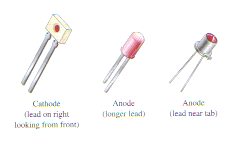 Cathode
(lead on right
looking from front)
Anode
(longer lead)
Anode
(lead near tab)